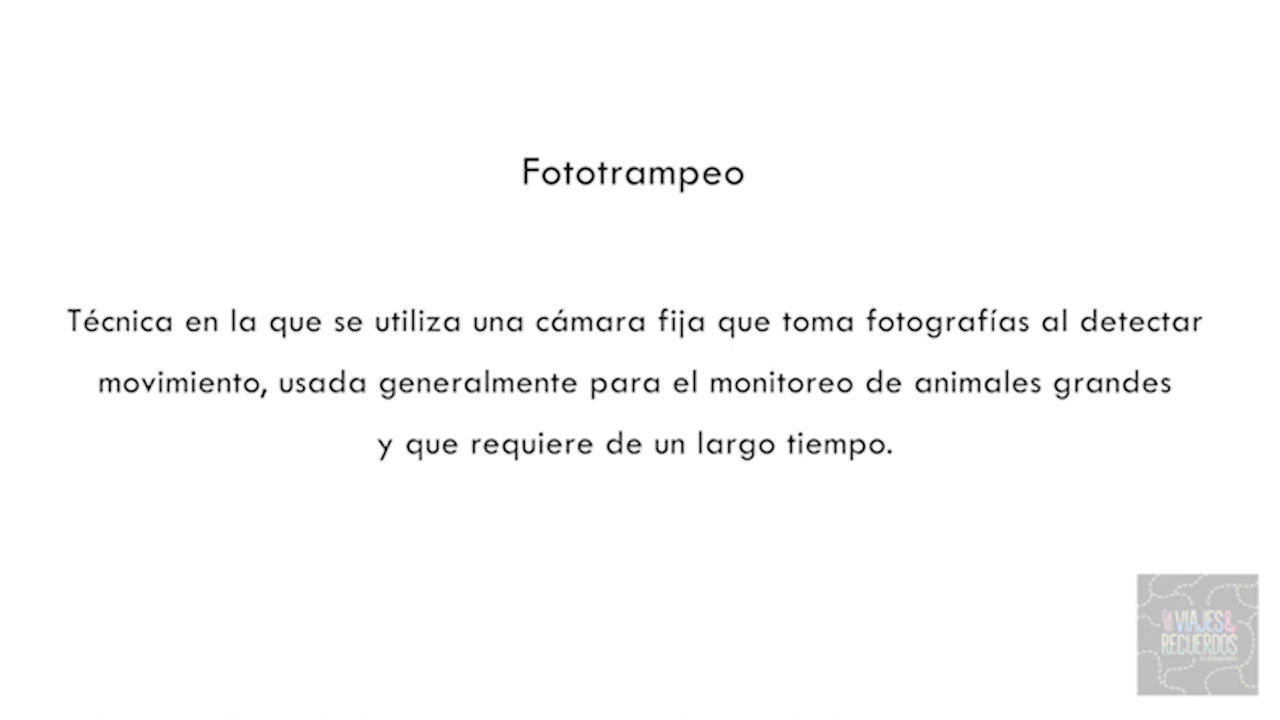 Fototrampeo
Técnica en la que se utiliza una cámara fija que toma fotografías al detectar
movimiento, usada generalmente para el monitoreo de animales grandes
y que requiere de un largo tiempo.
VIAJES&
RECUERDOS